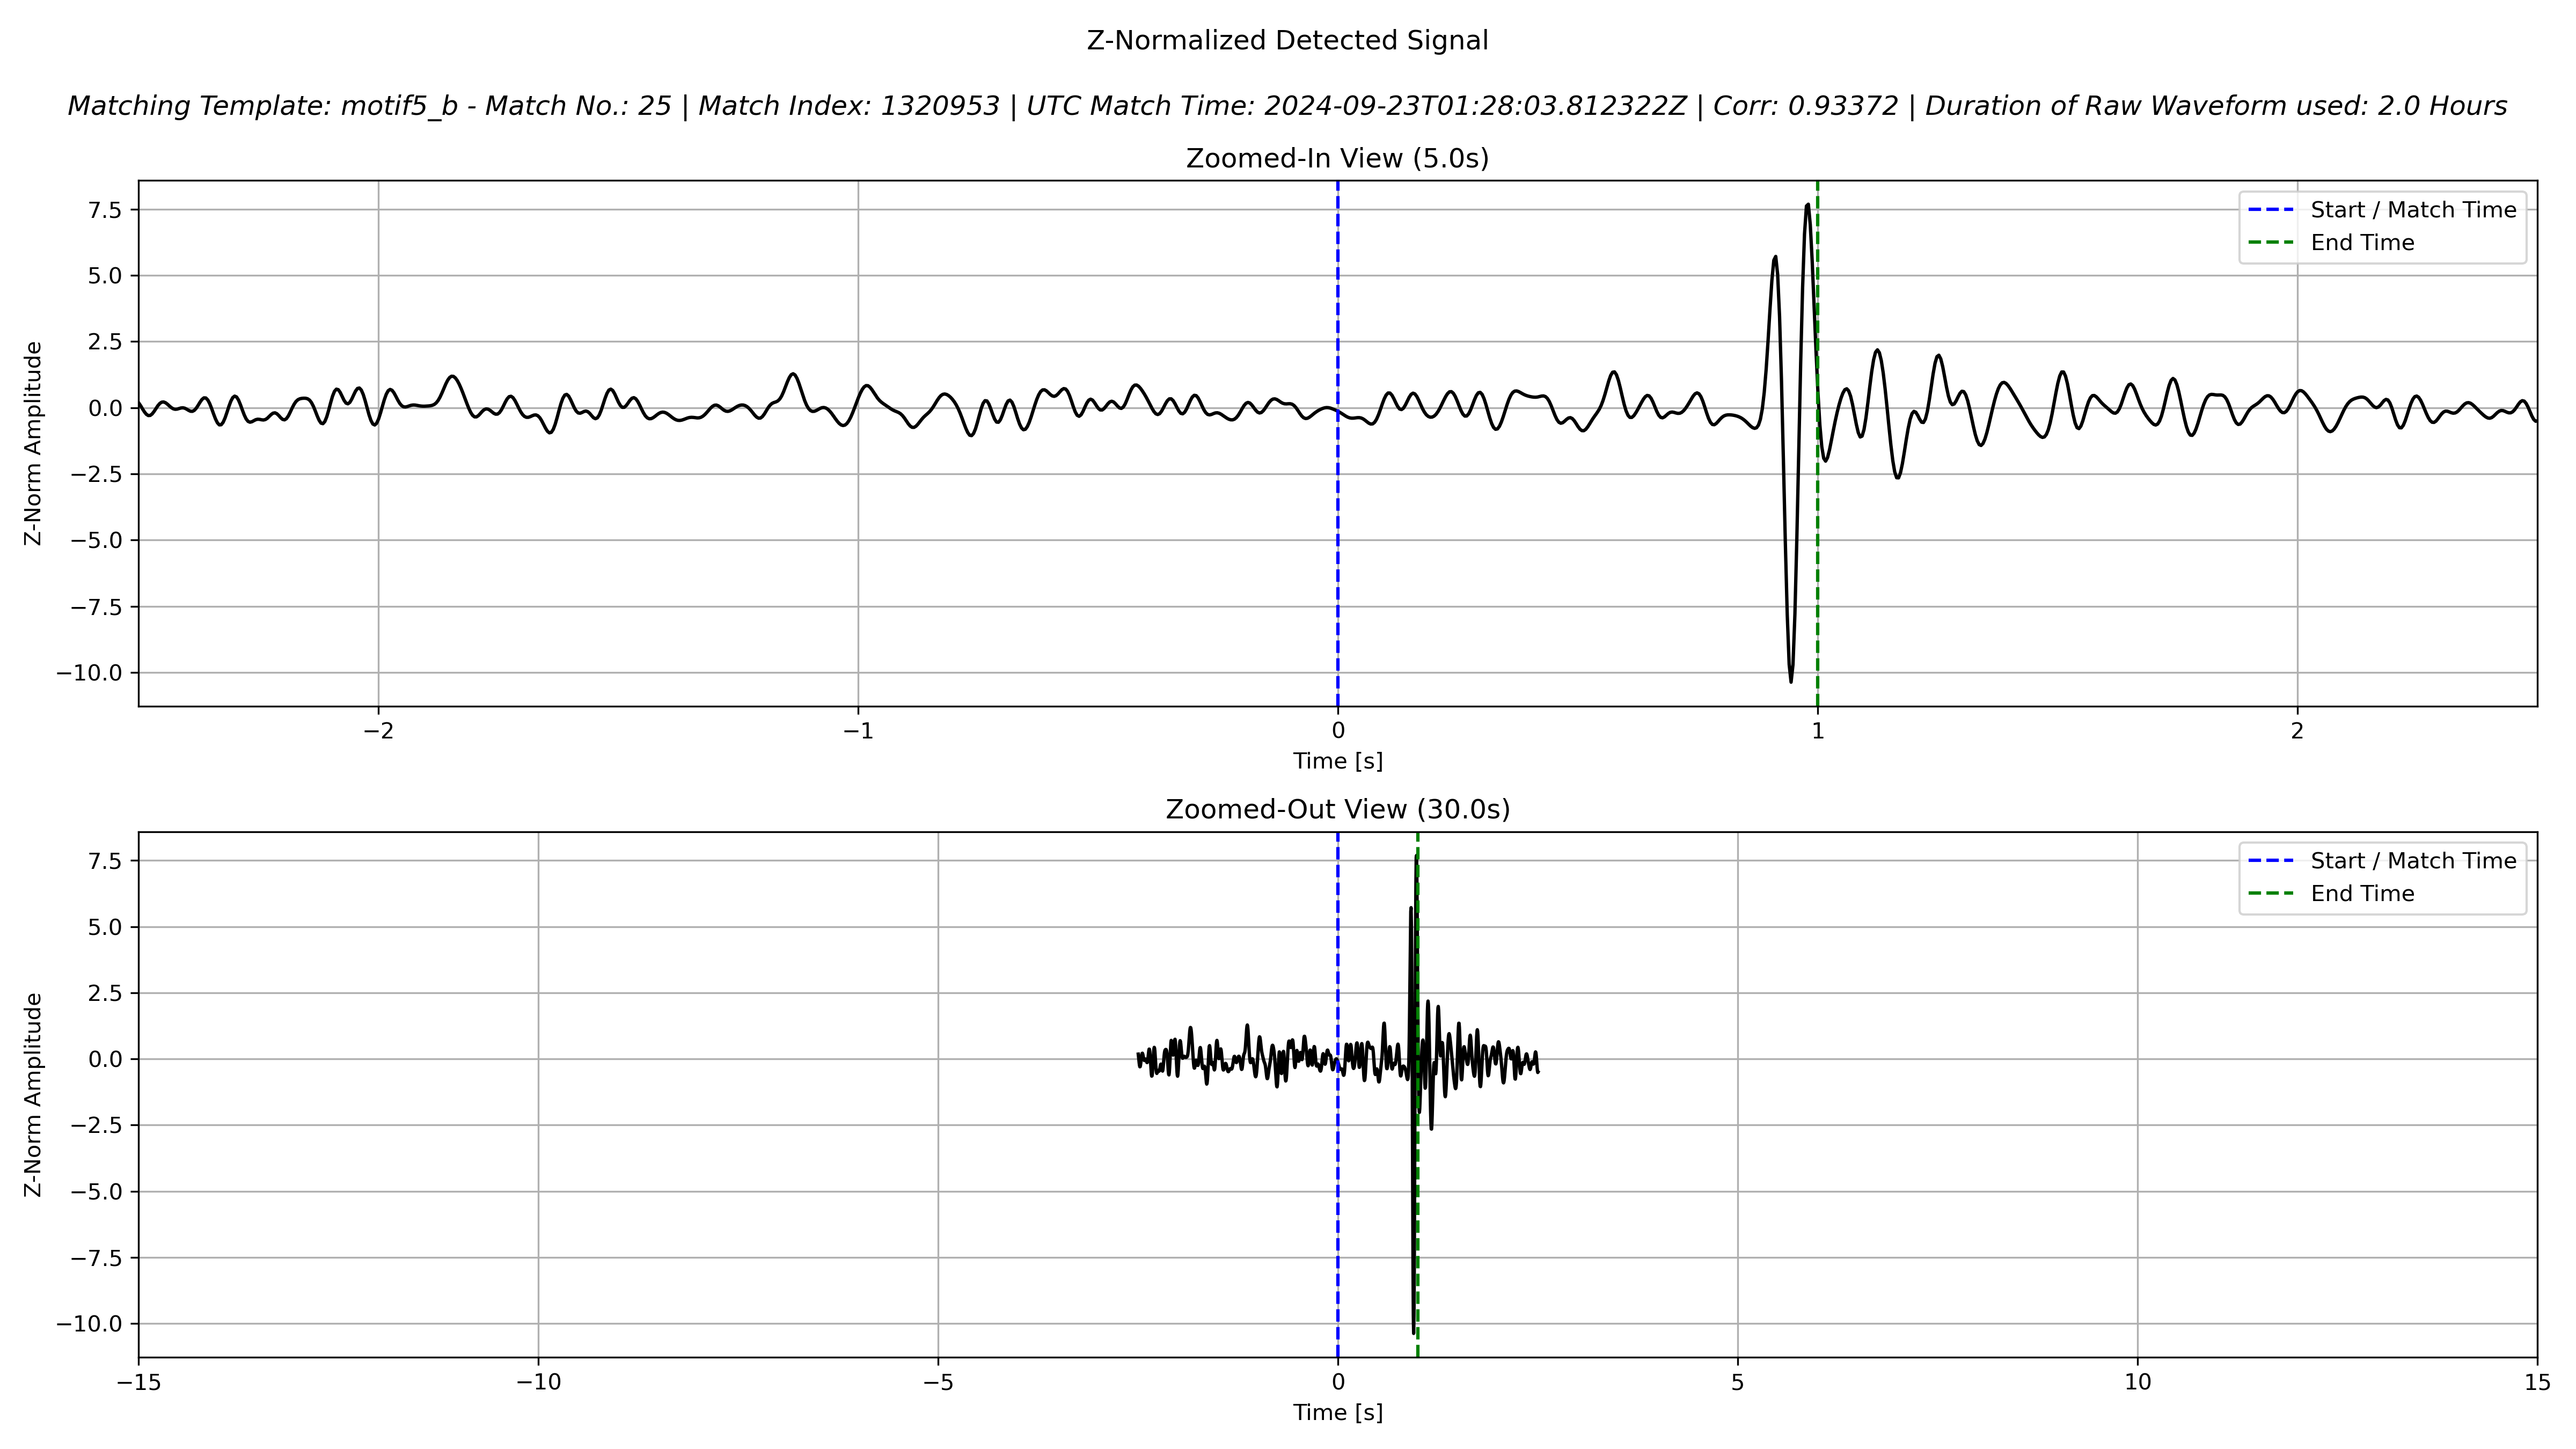 Z-Normalized Detected Signal
Matching Template: motif5_b - Match No.: 25 | Match Index: 1320953 | UTC Match Time: 2024-09-23T01:28:03.812322Z | Corr: 0.93372 | Duration of Raw Waveform used: 2.0 Hours
Zoomed-In View (5.0s)
Z-Norm Amplitude
7.5
5.0
2.5
0.0
−2.5
−5.0
−7.5
−10.0
Start / Match Time
End Time
−2
−1
0
1
2
Time [s]
Zoomed-Out View (30.0s)
Z-Norm Amplitude
7.5
5.0
2.5
0.0
−2.5
−5.0
−7.5
−10.0
Start / Match Time
End Time
−15
−10
−5
0
5
10
15
Time [s]